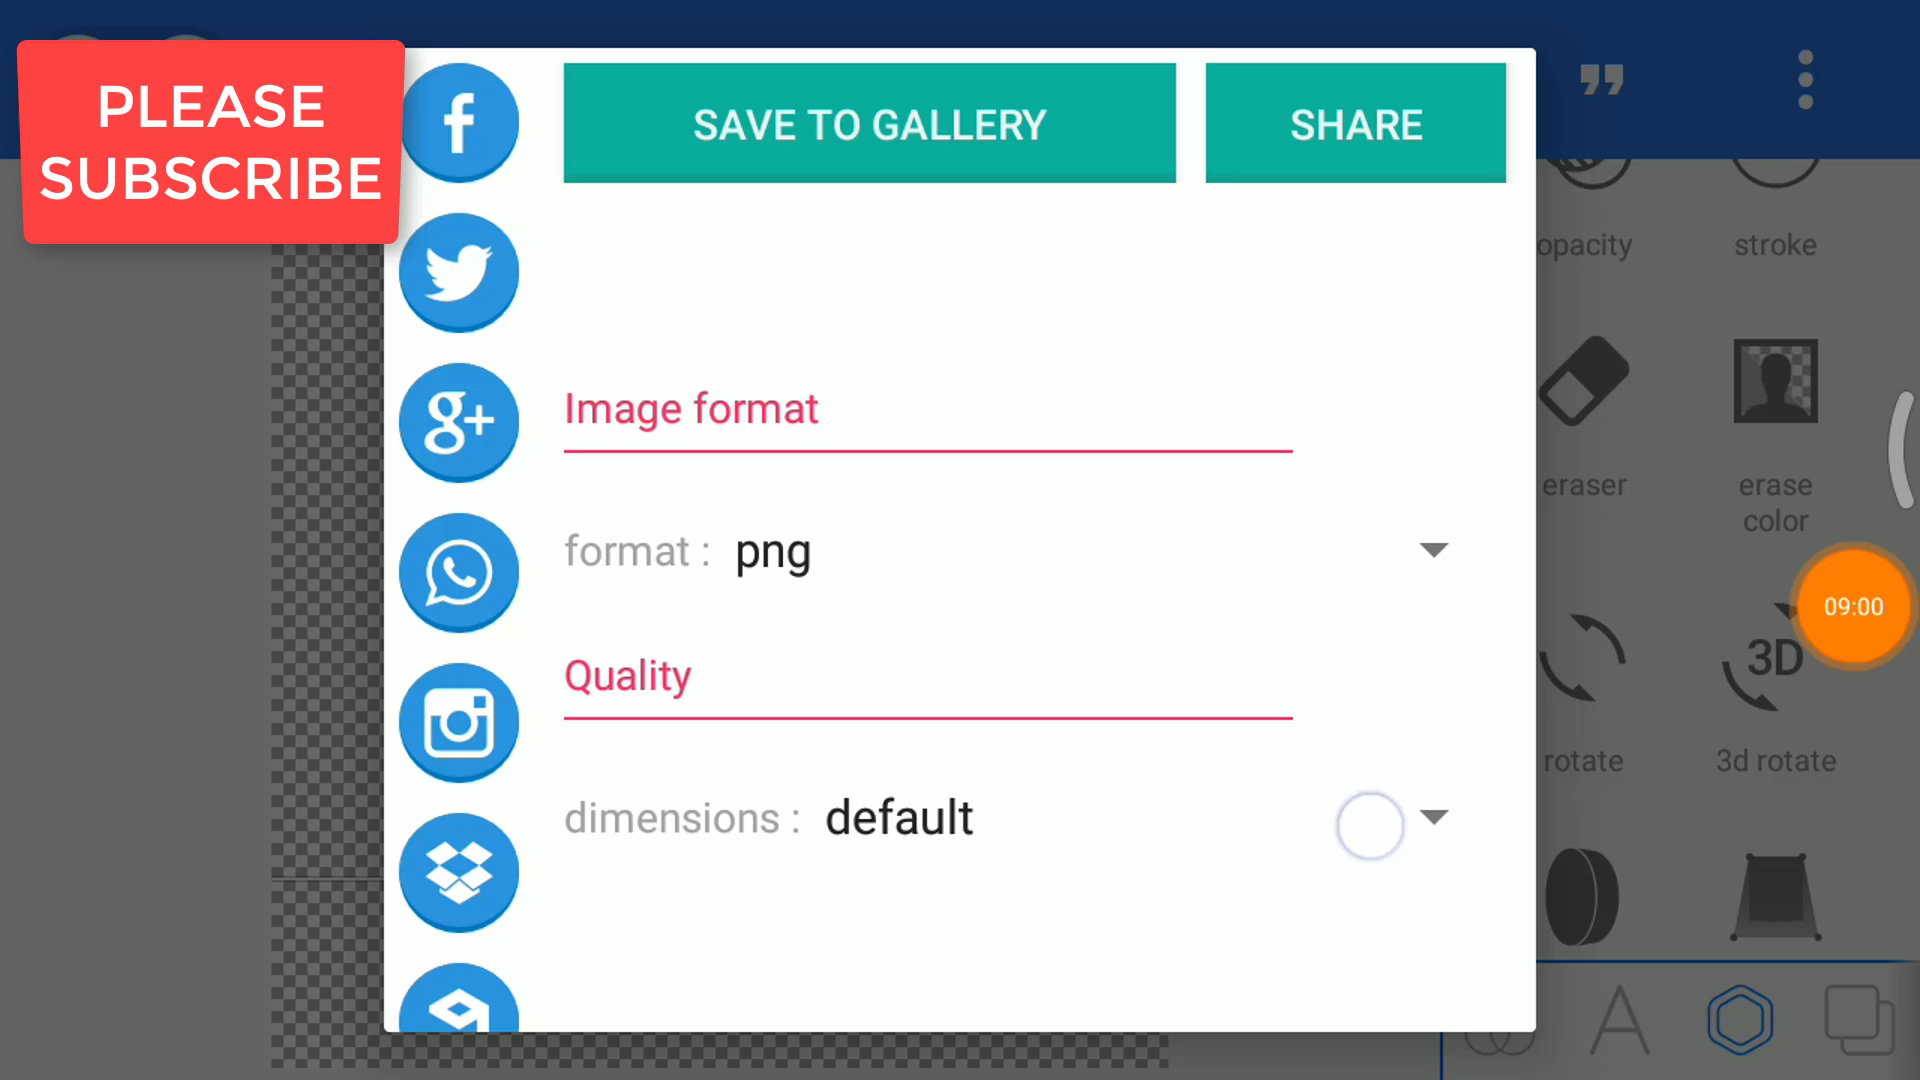 PLEASE
SUBSCRIBE
SAVE TO GALLERY
SHARE
Image format
format : png
Quality
dimensions : default
opacity
stroke
eraser
erase
color
09:00
3D
rotate
3d rotate